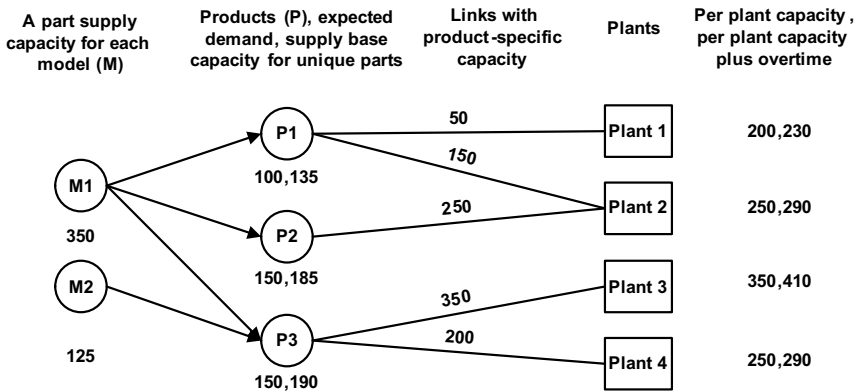 A part supply
capacity for each
model (M)
Products (P), expected
demand, supply base
capacity for unique parts
Links with
product-specific
capacity
Plants
Per plant capacity,
per plant capacity
plus overtime
M1
350
M2
125
P1
100,135
P2
150,185
P3
150,190
50
150
250
350
200
Plant 1
Plant 2
Plant 3
Plant 4
200,230
250,290
350,410
250,290